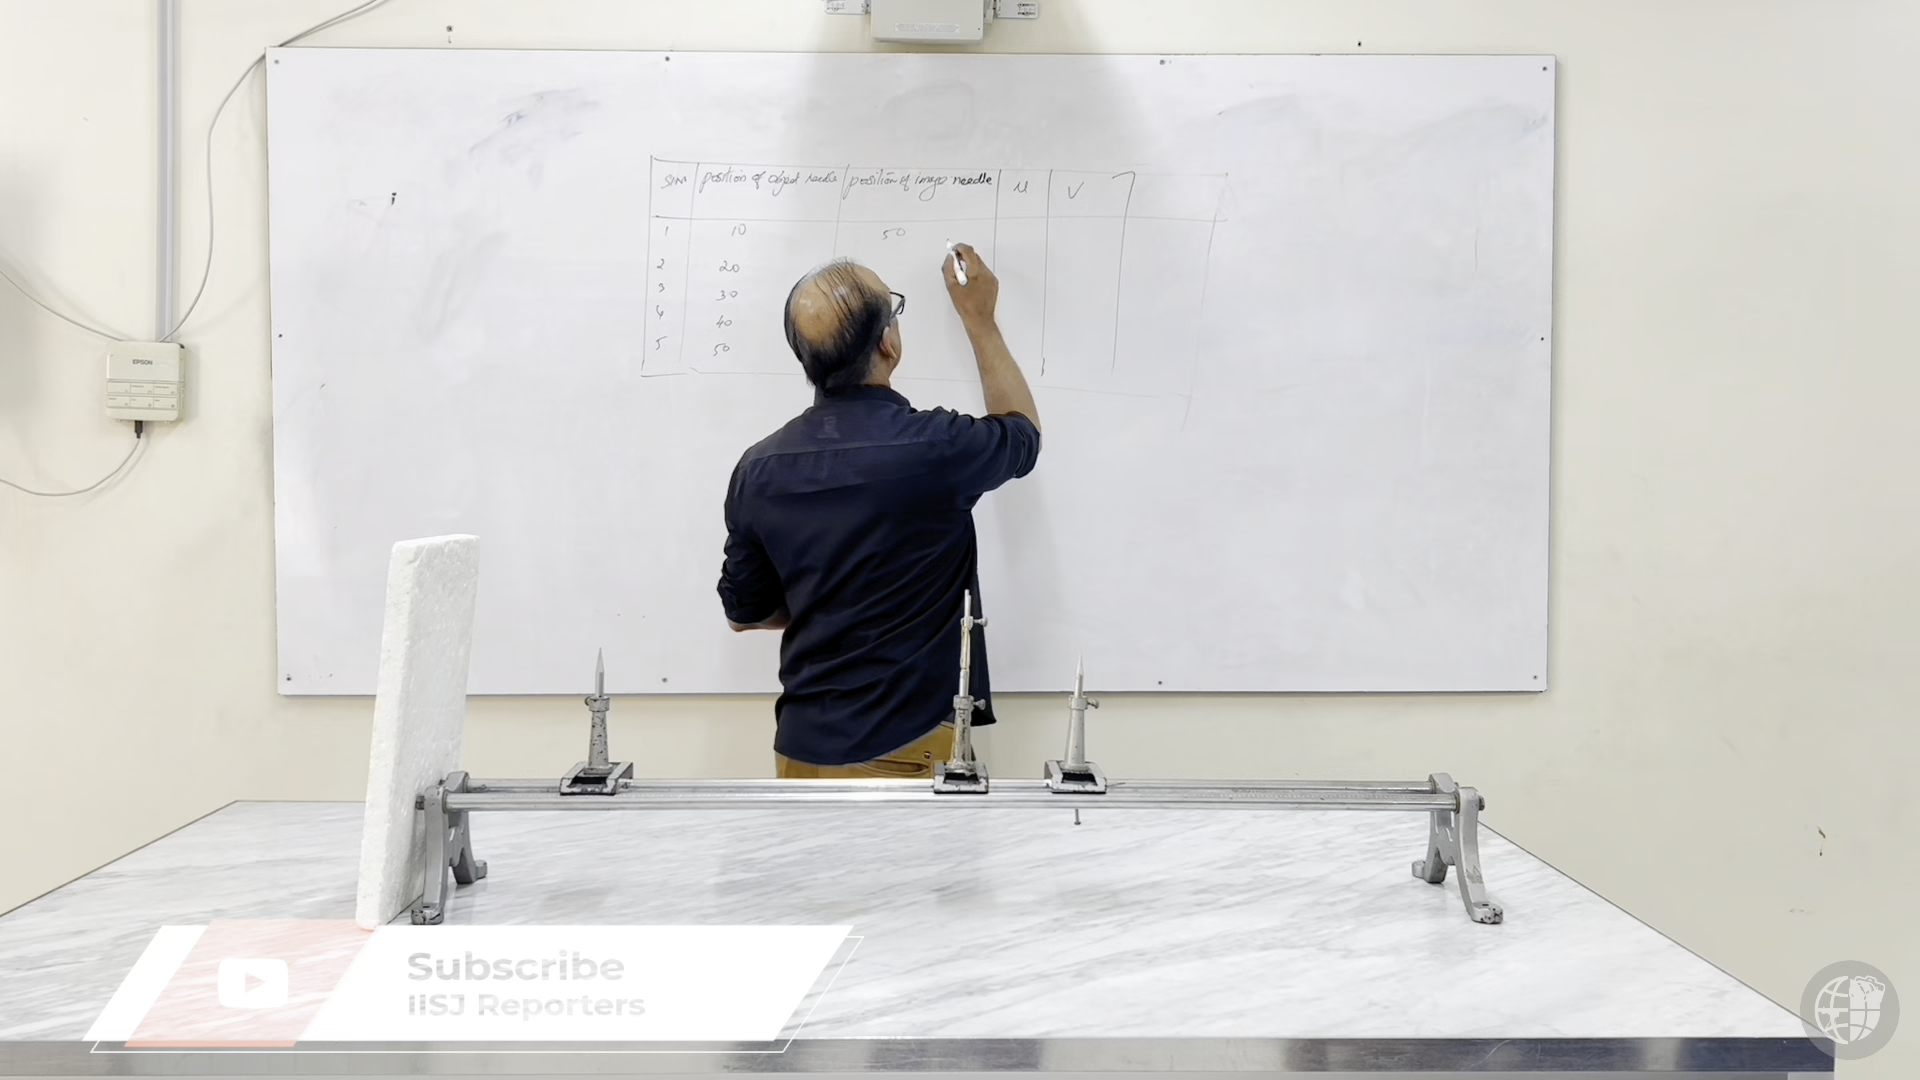 position of object needle position of image needle u v
1 10 50
2 20
3 30
4 40
5 50
EPSON
Subscribe
IISJ Reporters